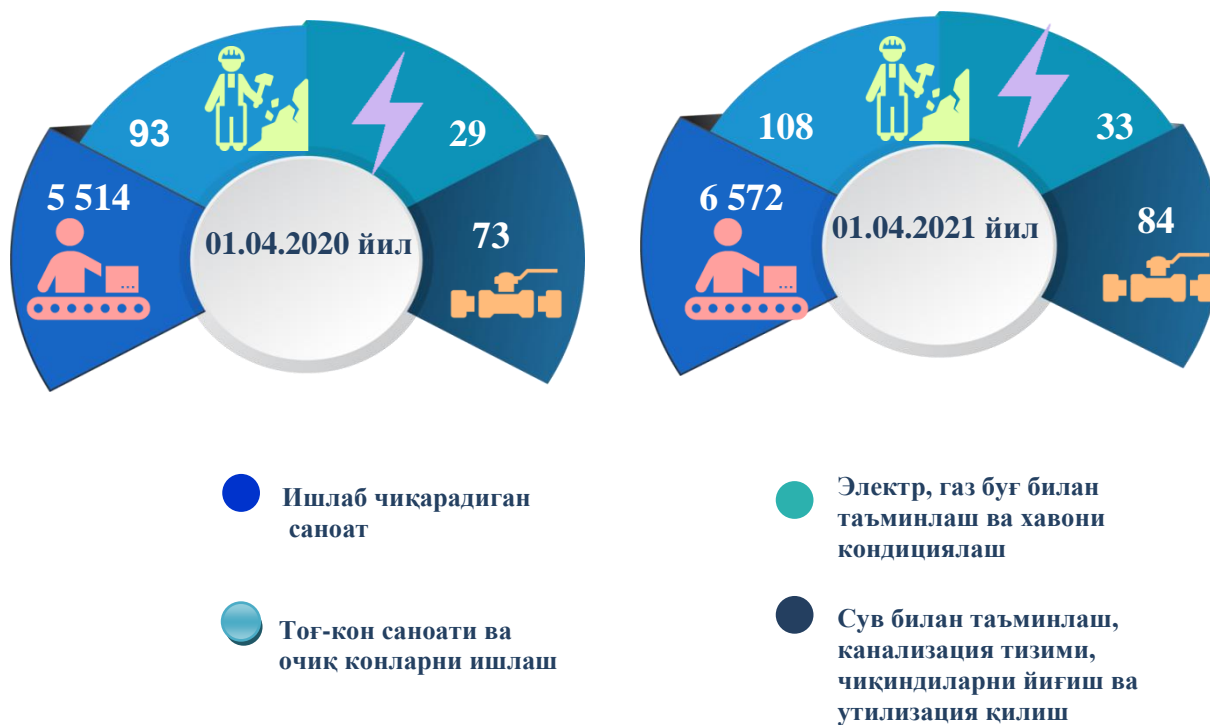 93
29
5 514
01.04.2020 йил
73
108
33
6 572
01.04.2021 йил
84
Ишлаб чиқарадиган
саноат
Тоғ-кон саноати ва
очиқ конларни ишлаш
Электр, газ буғ билан
таъминлаш ва хавони
кондициялаш
Сув билан таъминлаш,
канализация тизими,
чиқиндиларни йиғиш ва
утилизация қилиш